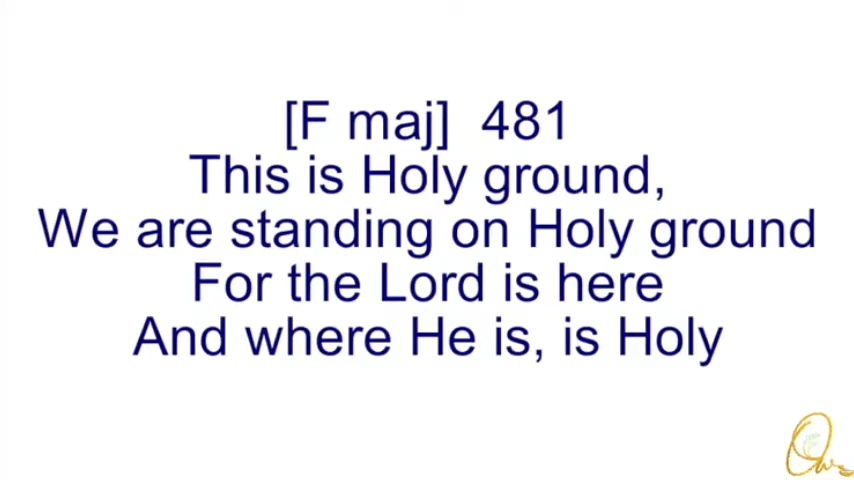 [F maj] 481
This is Holy ground,
We are standing on Holy ground
For the Lord is here
And where He is, is Holy